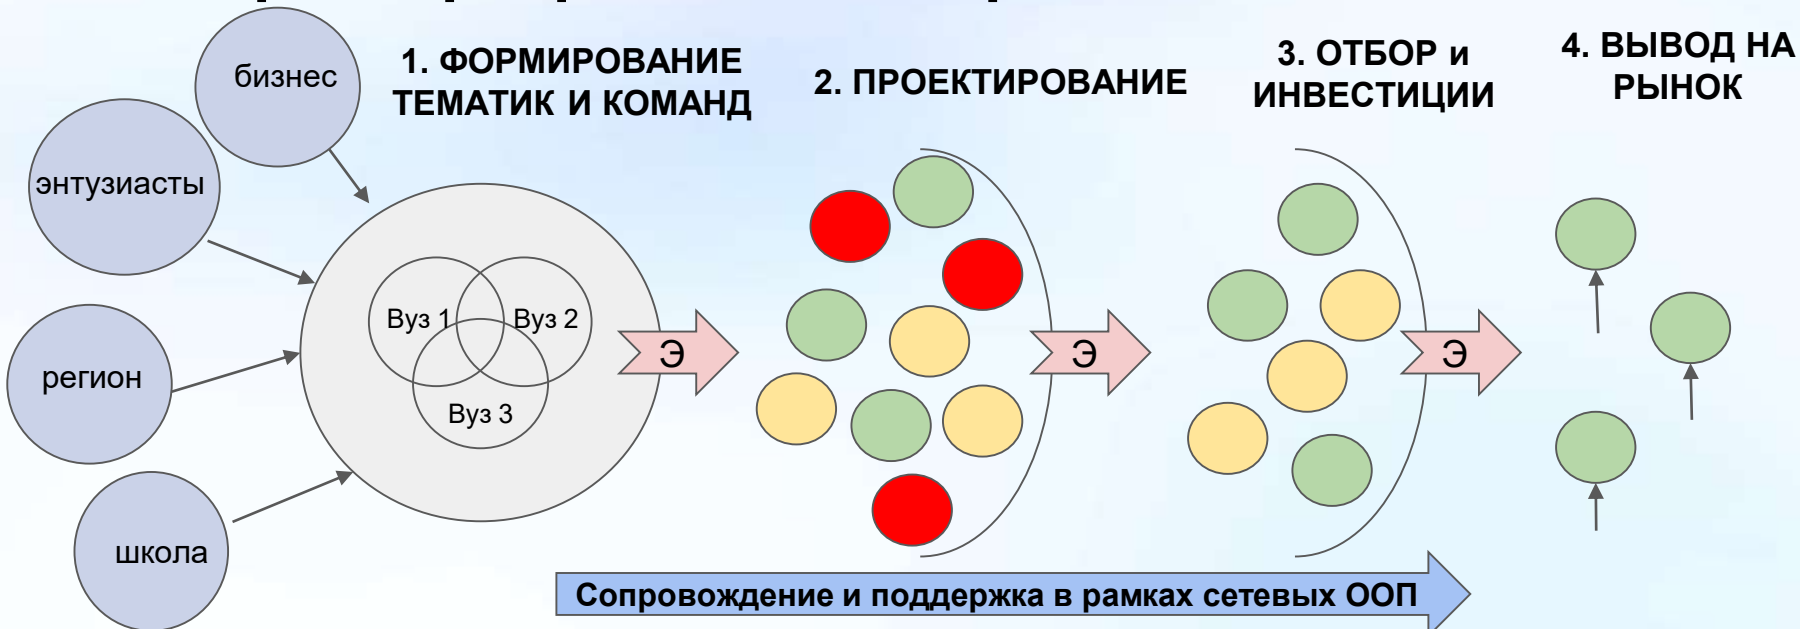 бизнес
1. ФОРМИРОВАНИЕ
ТЕМАТИК И КОМАНД
2. ПРОЕКТИРОВАНИЕ
3. ОТБОР и
ИНВЕСТИЦИИ
4. ВЫВОД НА
РЫНОК
энтузиасты
регион
школа
Вуз 1
Вуз 2
Вуз 3
Э
Э
Э
Сопровождение и поддержка в рамках сетевых ООП